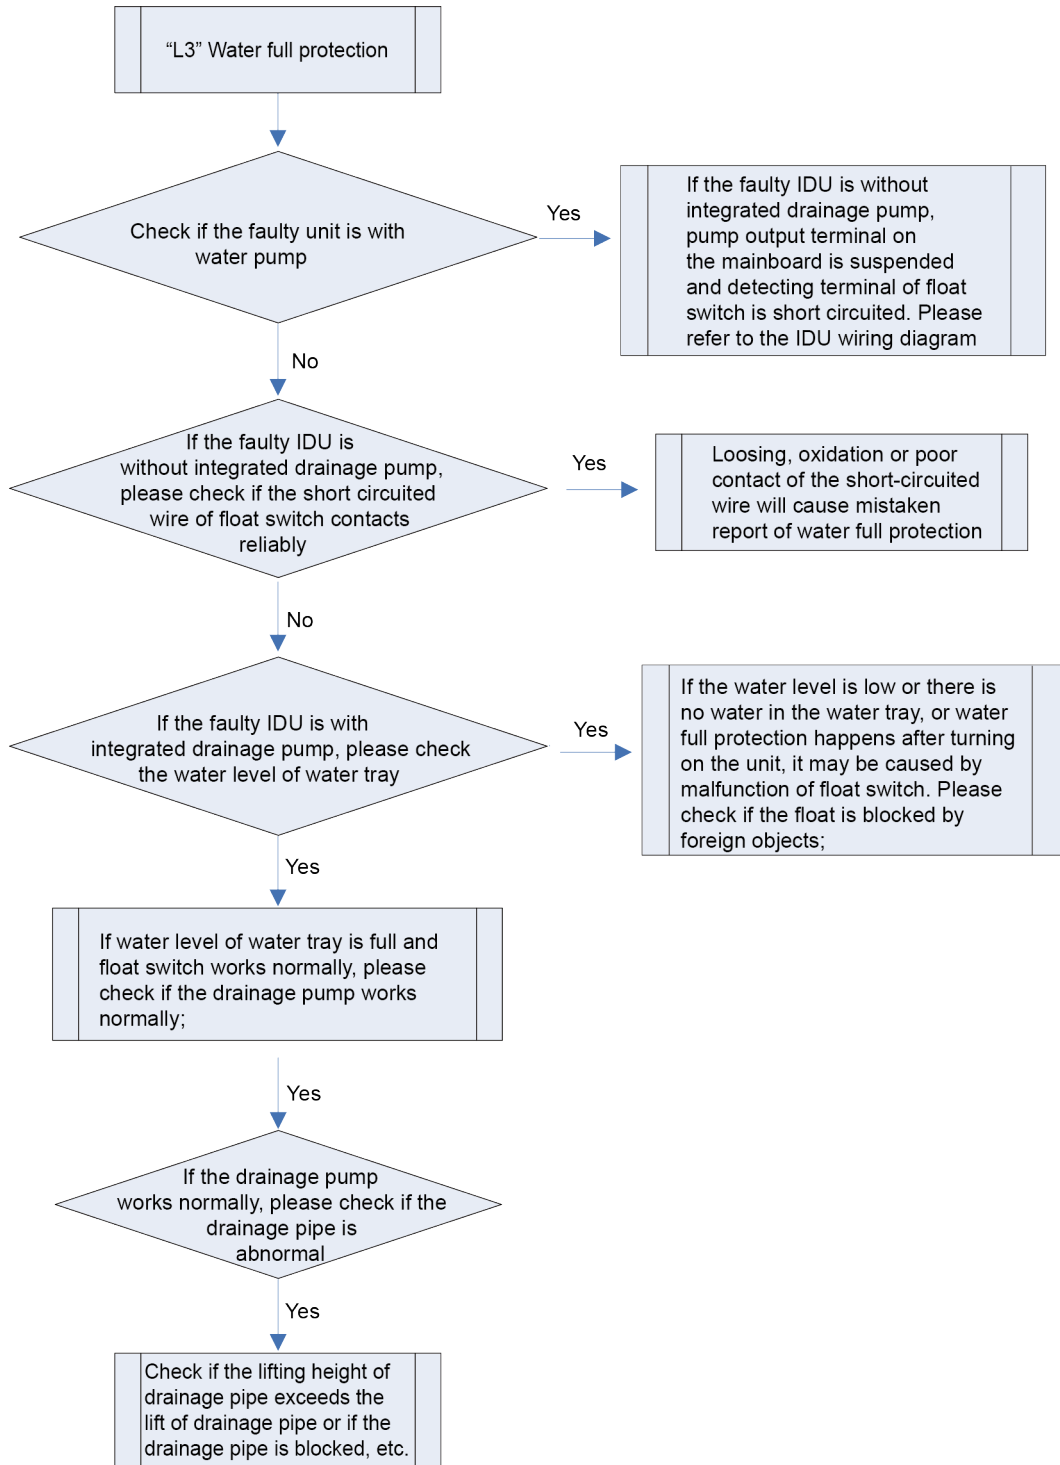 “L3” Water full protection
Check if the faulty unit is with
water pump
Yes
If the faulty IDU is without
integrated drainage pump,
pump output terminal on
the mainboard is suspended
and detecting terminal of float
switch is short circuited. Please
refer to the IDU wiring diagram
No
If the faulty IDU is
without integrated drainage pump,
please check if the short circuited
wire of float switch contacts
reliably
Yes
Loosing, oxidation or poor
contact of the short-circuited
wire will cause mistaken
report of water full protection
No
If the faulty IDU is with
integrated drainage pump, please check
the water level of water tray
Yes
If the water level is low or there is
no water in the water tray, or water
full protection happens after turning
on the unit, it may be caused by
malfunction of float switch. Please
check if the float is blocked by
foreign objects;
Yes
If water level of water tray is full and
float switch works normally, please
check if the drainage pump works
normally;
Yes
If the drainage pump
works normally, please check if the
drainage pipe is
abnormal
Yes
Check if the lifting height of
drainage pipe exceeds the
lift of drainage pipe or if the
drainage pipe is blocked, etc.